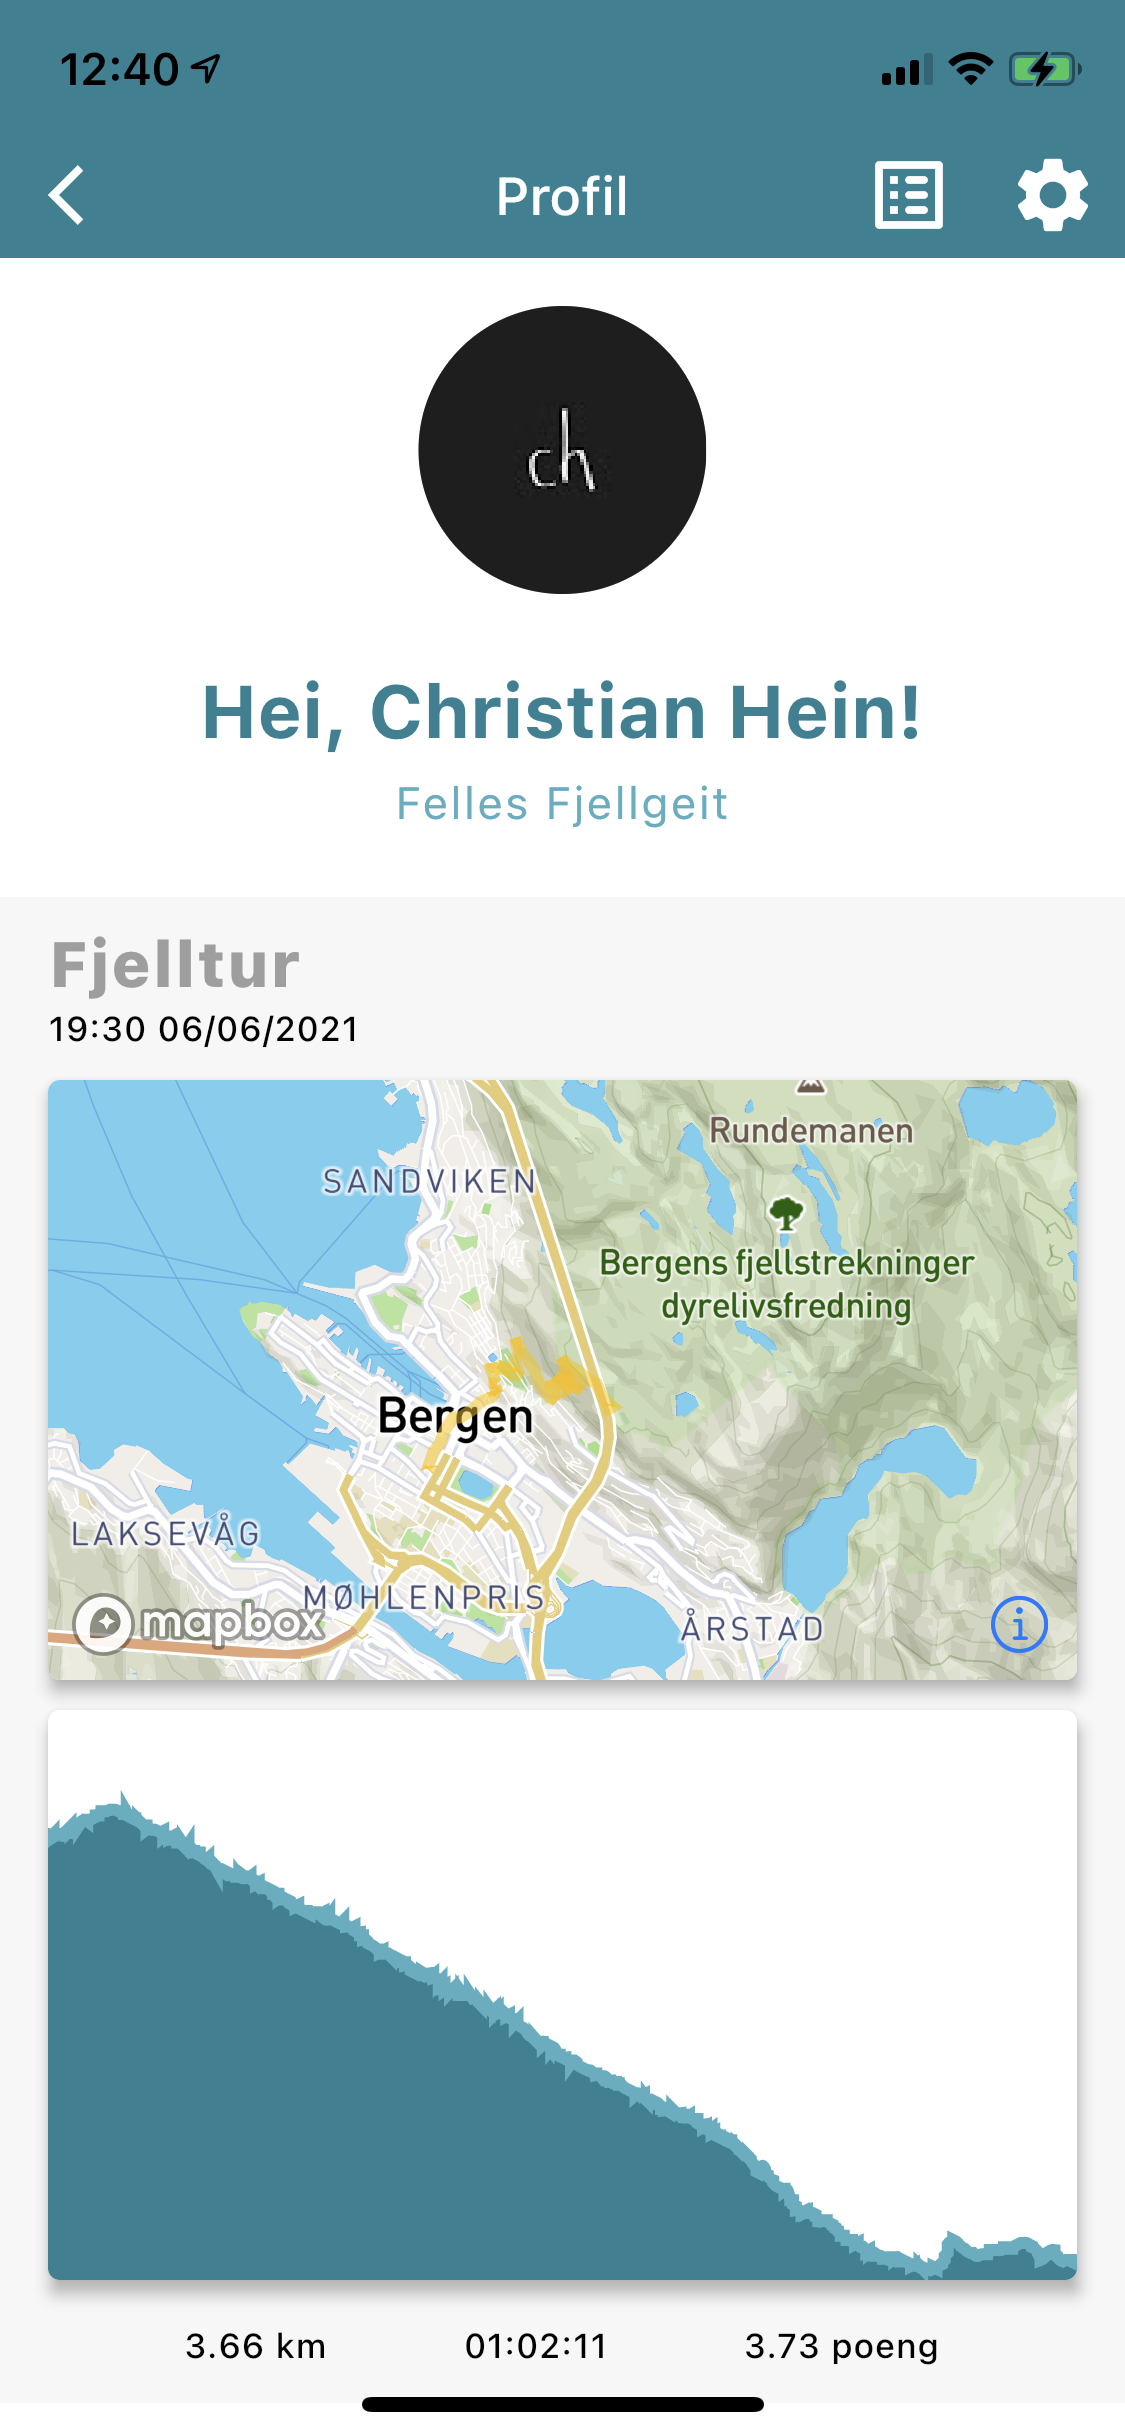 12:40
Profil
ch
Hei, Christian Hein!
Felles Fjellgeit
Fjelltur
19:30 06/06/2021
Rundemanen
SANDVIKEN
Bergens fjellstrekninger
dyrelivsfredning
Bergen
LAKSEVÅG
MØHLENPRIS
mapbox
ÅRSTAD
3.66 km 01:02:11 3.73 poeng